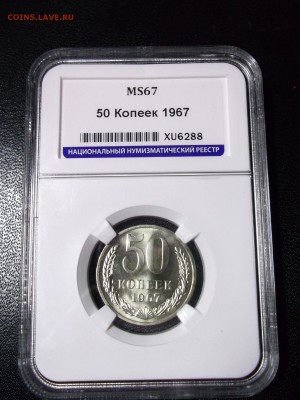 COINS.LAVE.RU
MS67
50 Копеек 1967
XU6288
НАЦИОНАЛЬНЫЙ НУМИЗМАТИЧЕСКИЙ РЕЕСТР
50
КОПЕЕК
1967